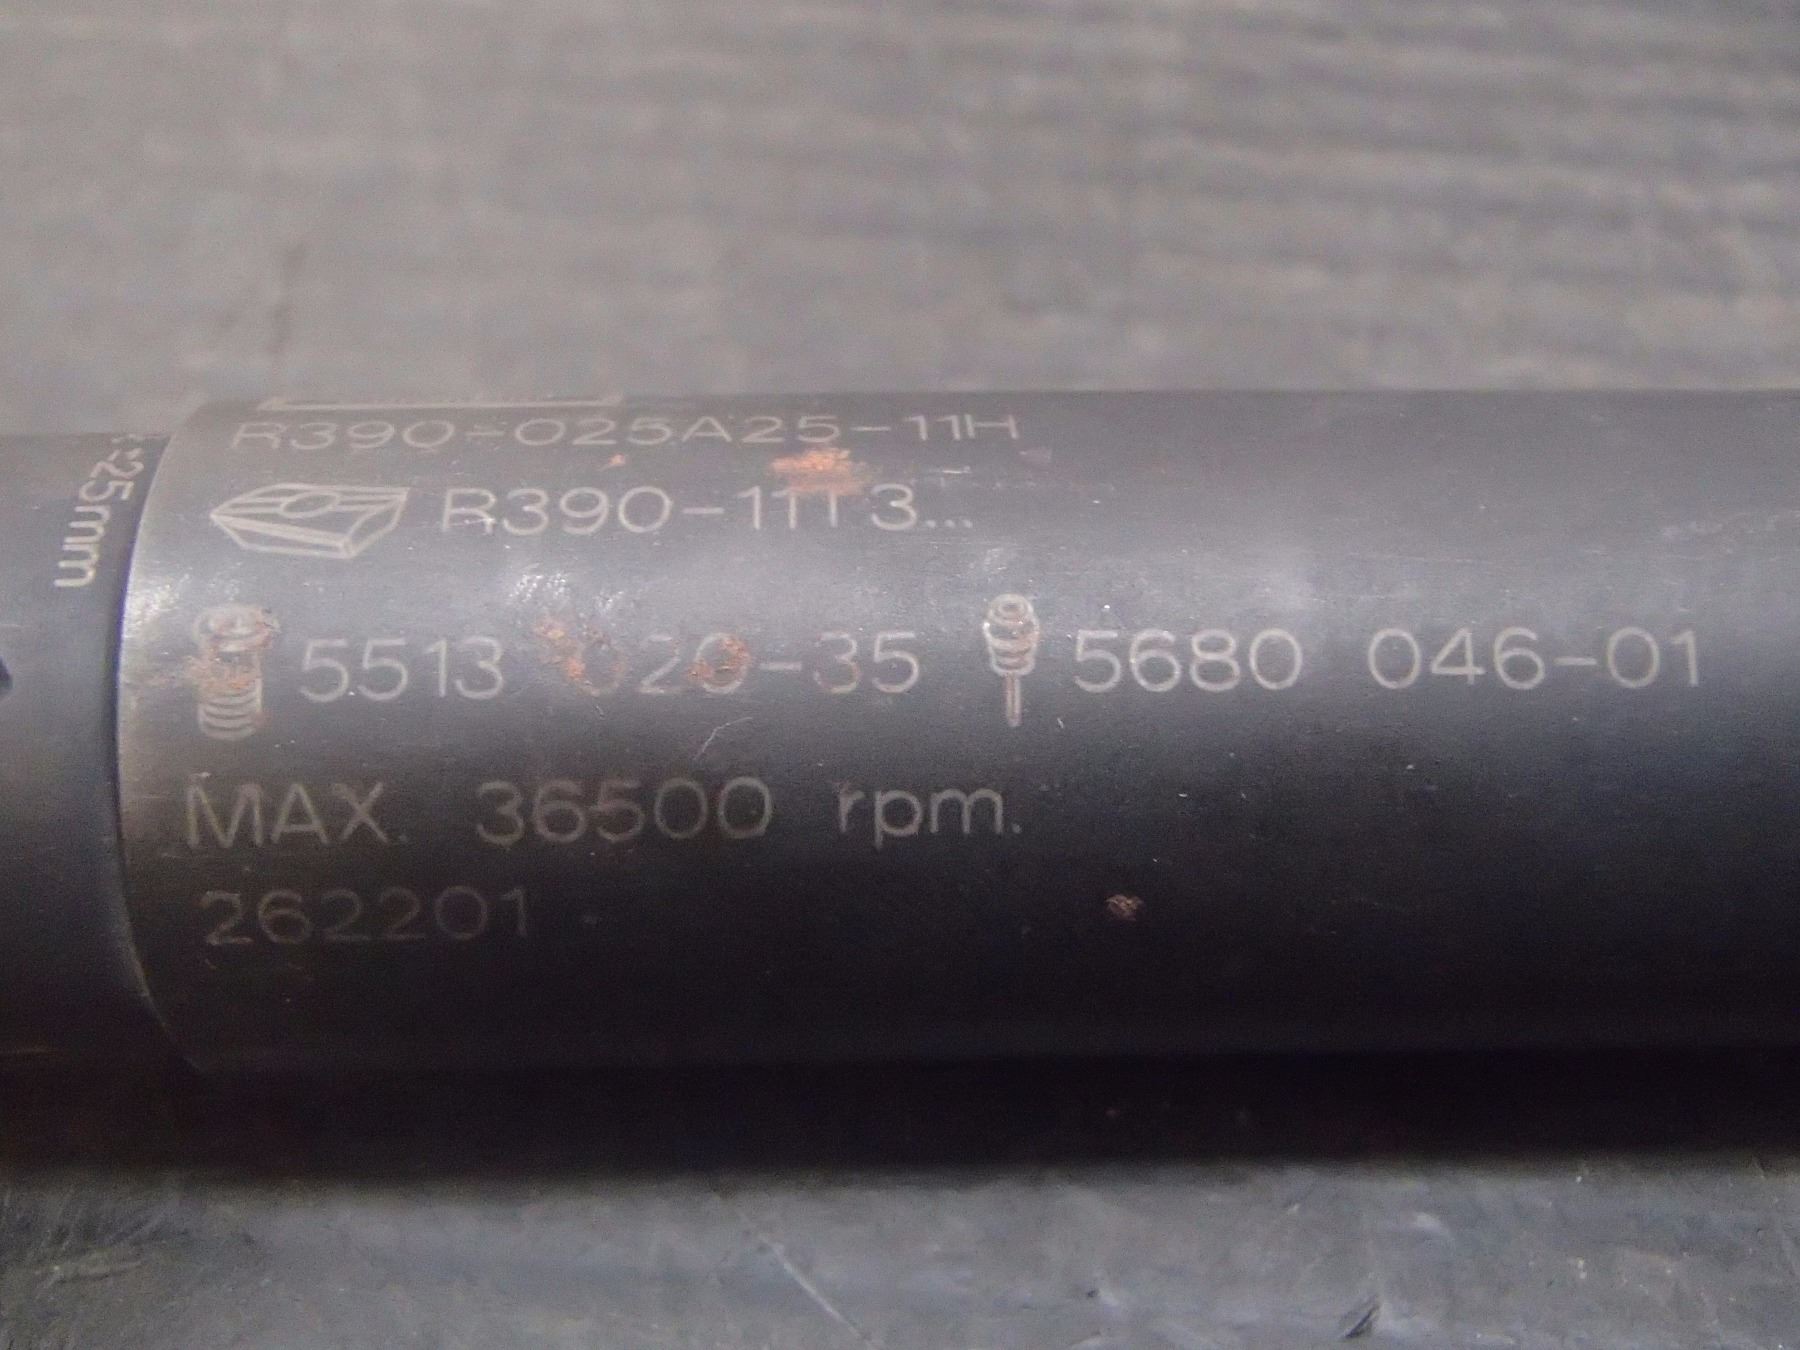 R390-025A25-11H
R390-11T3...
5513 020-35 5680 046-01
MAX. 36500 rpm.
262201
25mm